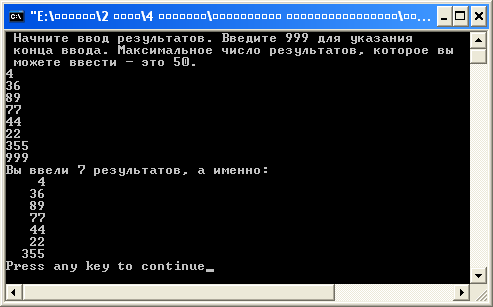 "E:\□□□□□□\2 □□□□\4 □□□□□□□\□□□□□□□□□□ □□□□□□□□□□□□□□□□\□□...
Начните ввод результатов. Введите 999 для указания
конца ввода. Максимальное число результатов, которое вы
можете ввести - это 50.
4
36
89
77
44
22
355
999
Вы ввели 7 результатов, а именно:
4
36
89
77
44
22
355
Press any key to continue_